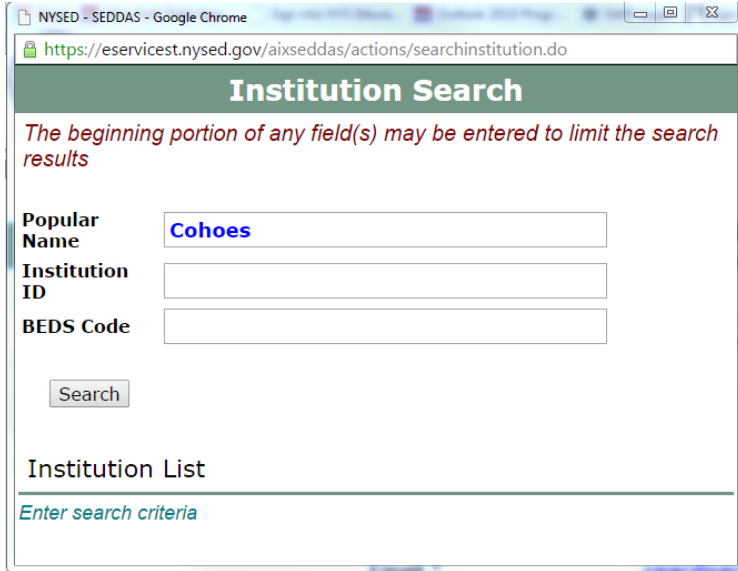 NYSED - SEDDAS - Google Chrome
https://eservicest.nysed.gov/aixseddas/actions/searchinstitution.do
Institution Search
The beginning portion of any field(s) may be entered to limit the search
results
Popular
Name
Cohoes
Institution
ID
BEDS Code
Search
Institution List
Enter search criteria